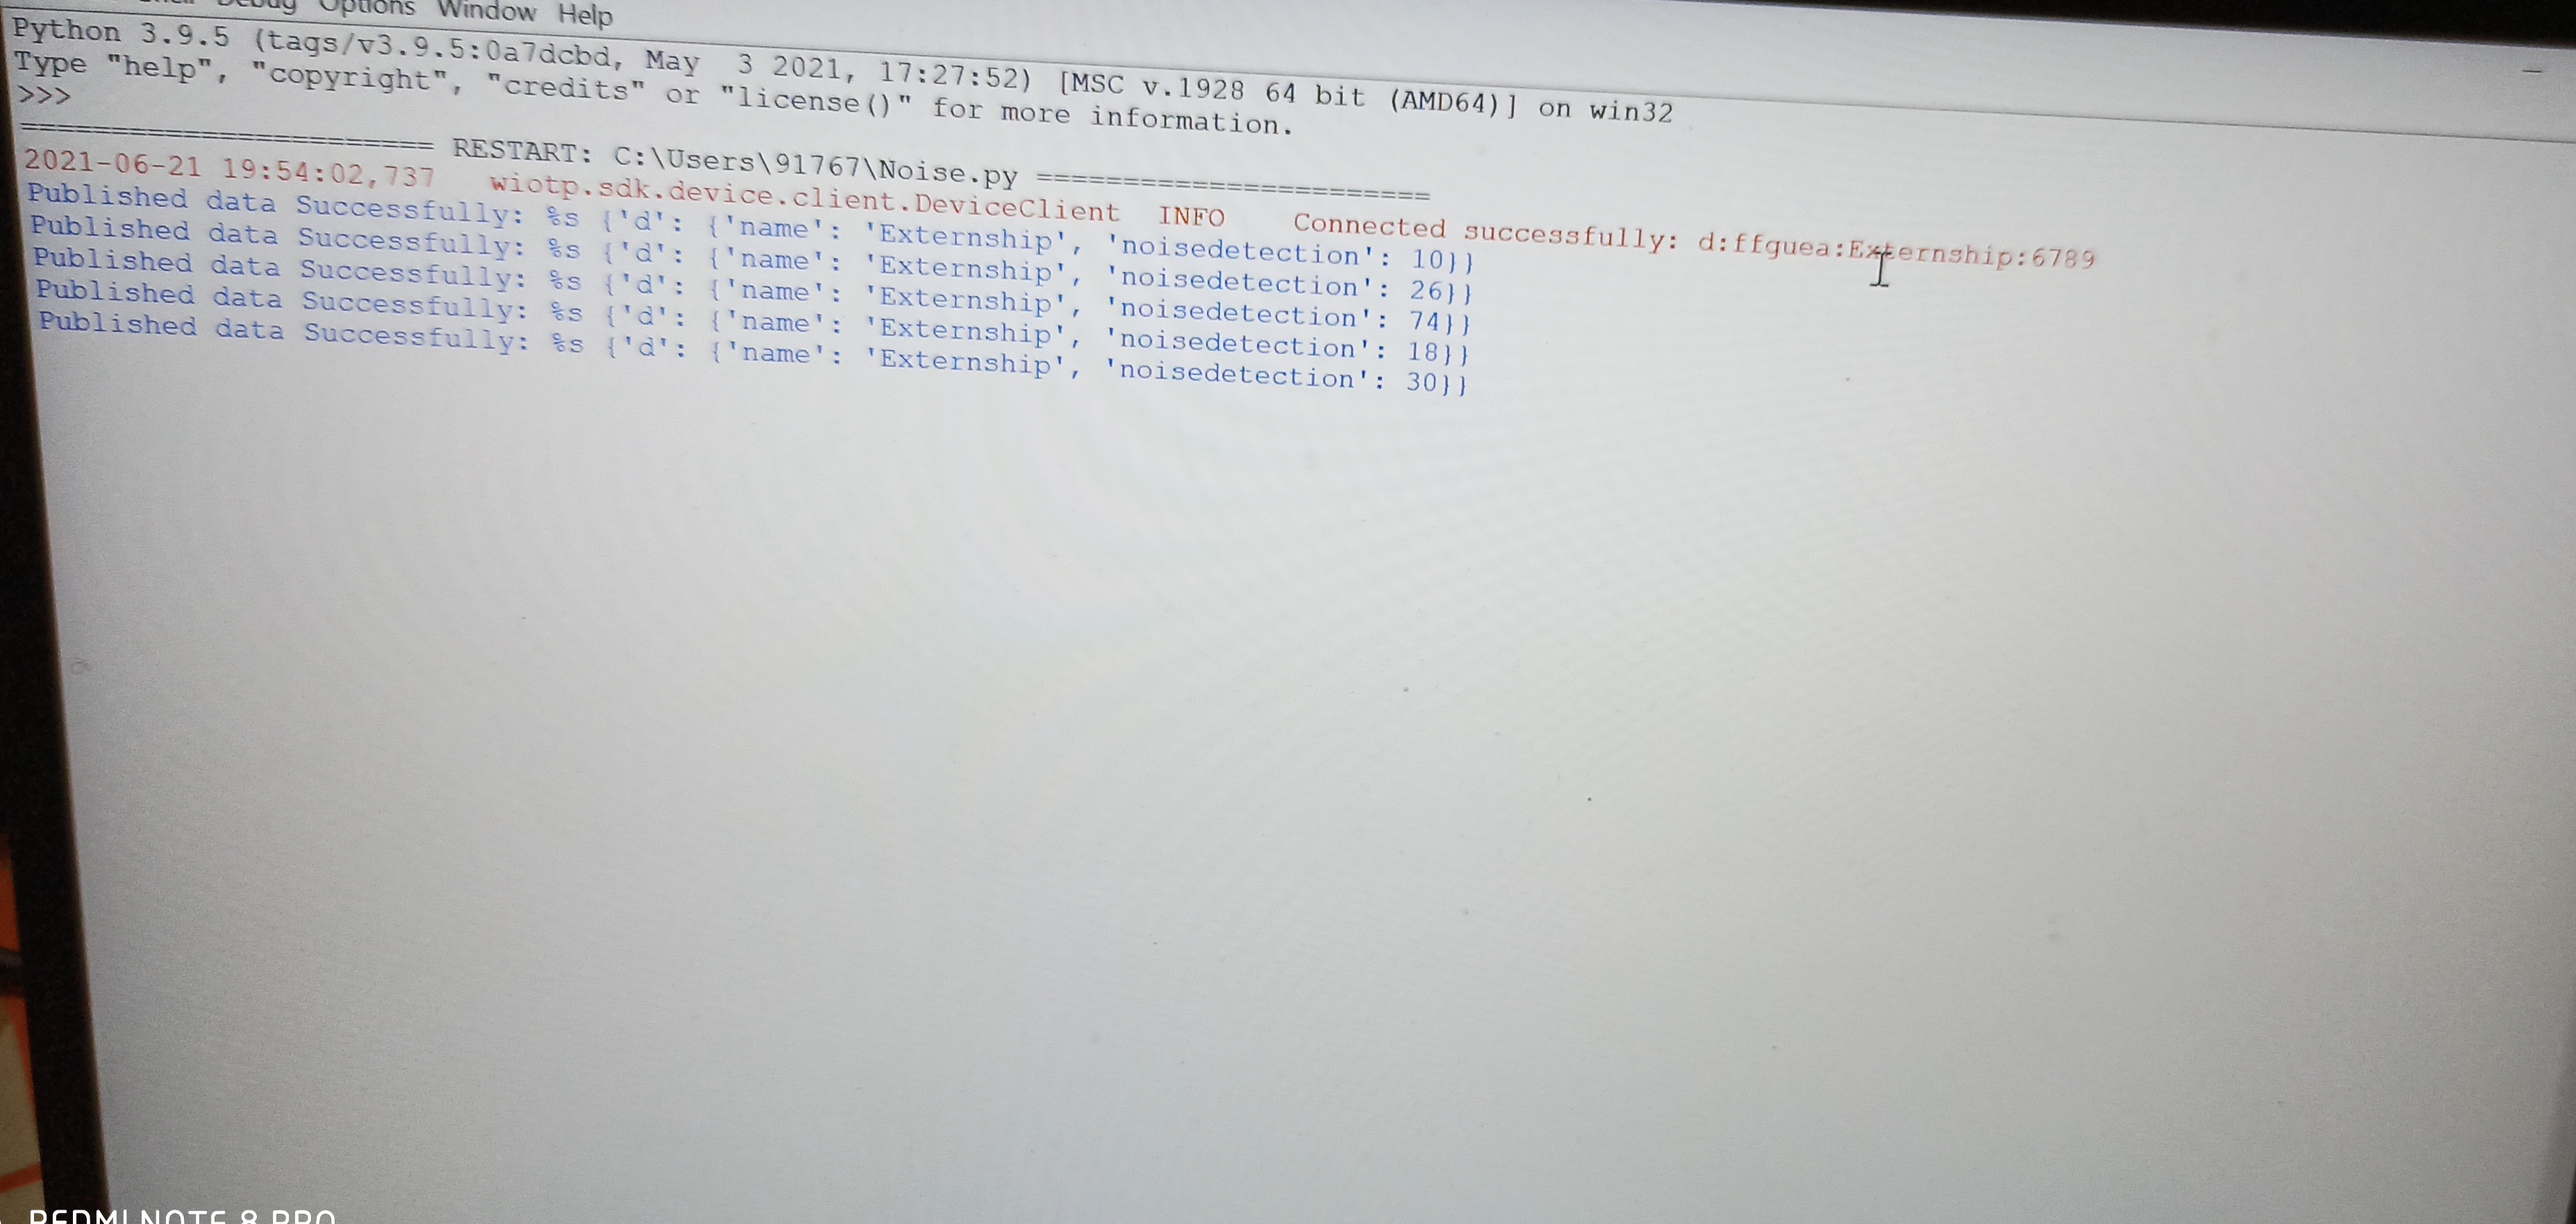 Debug Options Window Help
Python 3.9.5 (tags/v3.9.5:0a7dcbd, May  3 2021, 17:27:52) [MSC v.1928 64 bit (AMD64)] on win32
Type "help", "copyright", "credits" or "license()" for more information.
>>>
======================= RESTART: C:\Users\91767\Noise.py =======================
2021-06-21 19:54:02,737   wiotp.sdk.device.client.DeviceClient  INFO    Connected successfully: d:ffguea:Externship:6789
Published data Successfully: %s {'d': {'name': 'Externship', 'noisedetection': 10}}
Published data Successfully: %s {'d': {'name': 'Externship', 'noisedetection': 26}}
Published data Successfully: %s {'d': {'name': 'Externship', 'noisedetection': 74}}
Published data Successfully: %s {'d': {'name': 'Externship', 'noisedetection': 18}}
Published data Successfully: %s {'d': {'name': 'Externship', 'noisedetection': 30}}
REDMI NOTE 8 PRO